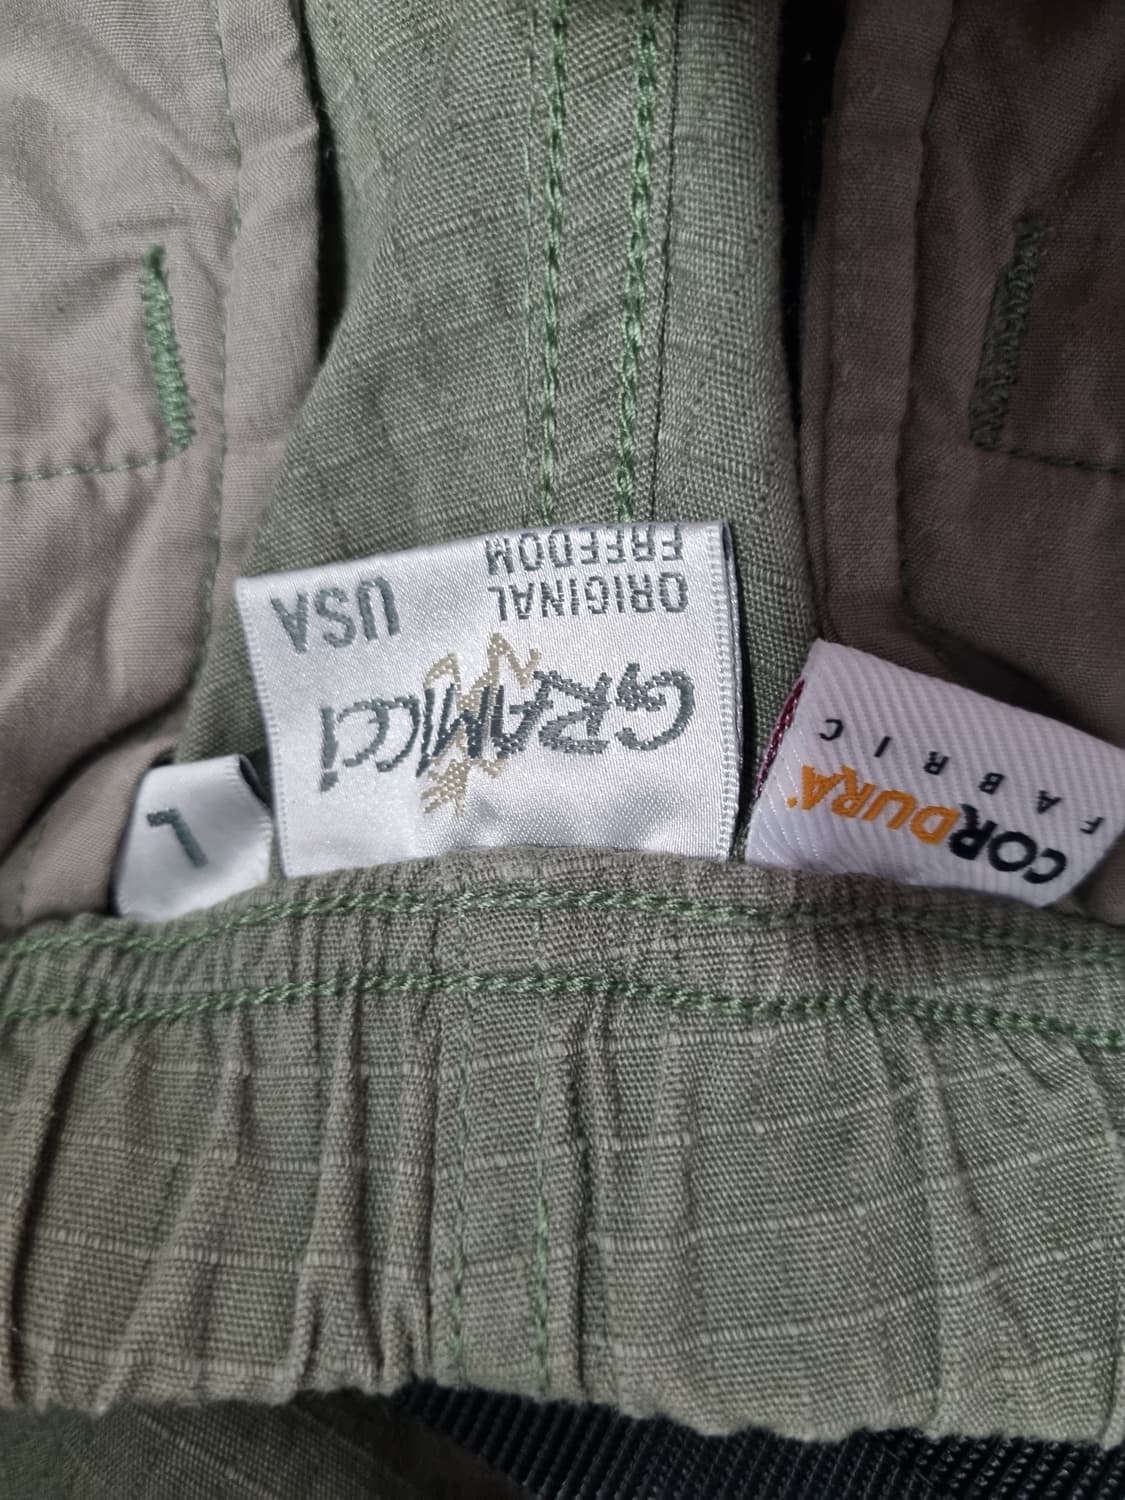 GRAMICCI
ORIGINAL
FREEDOM
USA
L
CORDURA
FABRIC